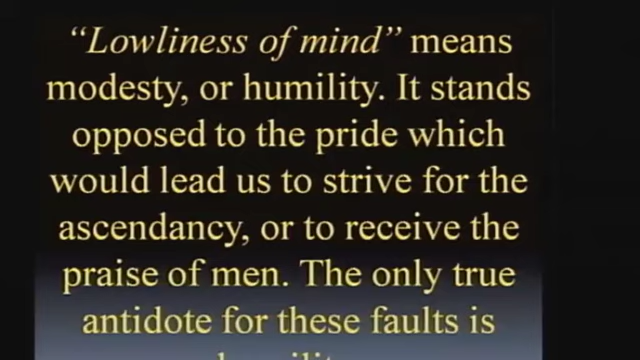 “Lowliness of mind” means
modesty, or humility. It stands
opposed to the pride which
would lead us to strive for the
ascendancy, or to receive the
praise of men. The only true
antidote for these faults is